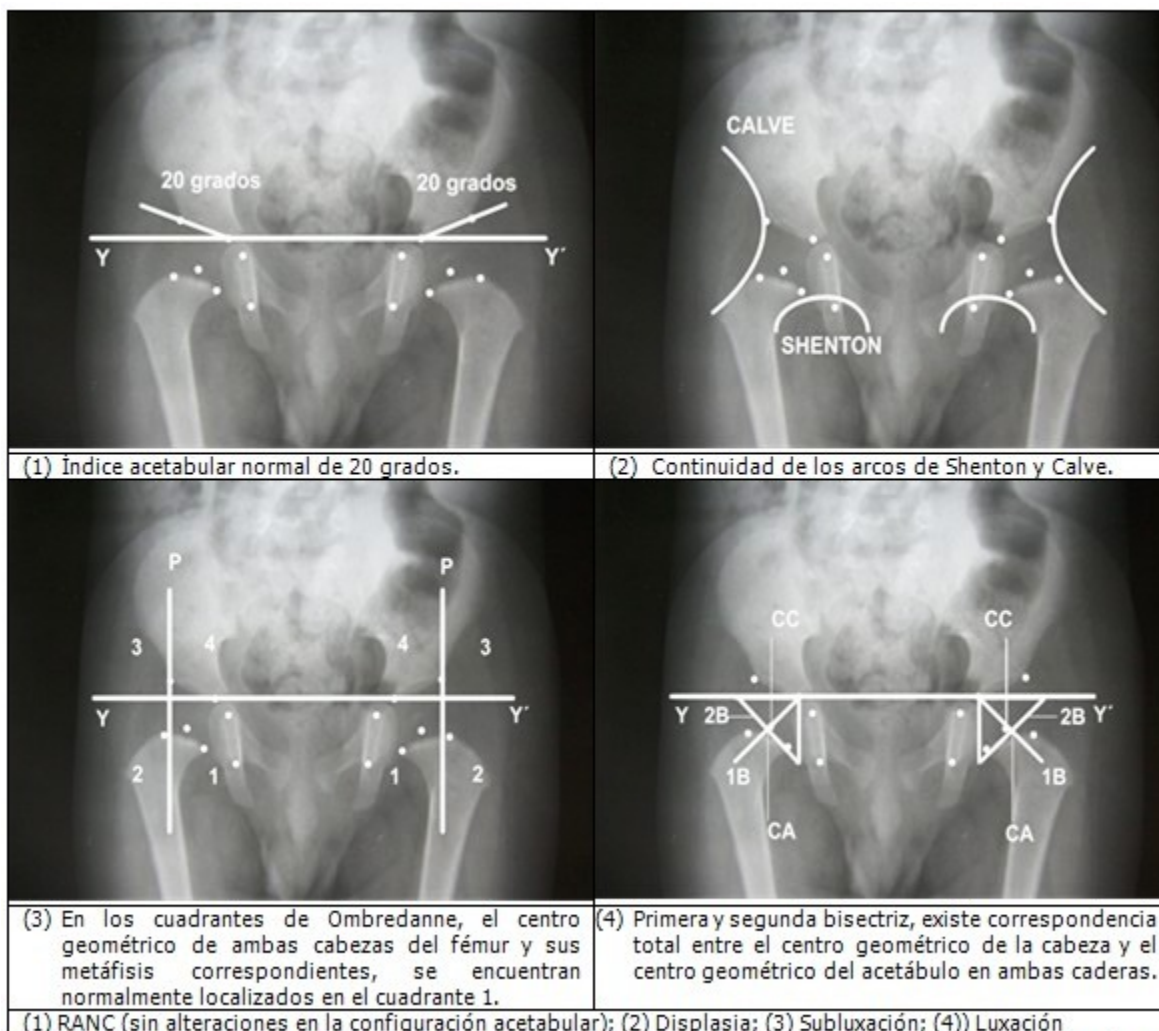 20 grados 20 grados
Y Y´
CALVE
SHENTON
(1) Índice acetabular normal de 20 grados.
(2) Continuidad de los arcos de Shenton y Calve.
P P
3 4 4 3
Y Y´
2 1 1 2
CC CC
Y 2B 2B Y´
1B 1B
CA CA
(3) En los cuadrantes de Ombredanne, el centro
geométrico de ambas cabezas del fémur y sus
metáfisis correspondientes, se encuentran
normalmente localizados en el cuadrante 1.
(4) Primera y segunda bisectriz, existe correspondencia
total entre el centro geométrico de la cabeza y el
centro geométrico del acetábulo en ambas caderas.
(1) RANC (sin alteraciones en la configuración acetabular); (2) Displasia; (3) Subluxación; (4)) Luxación